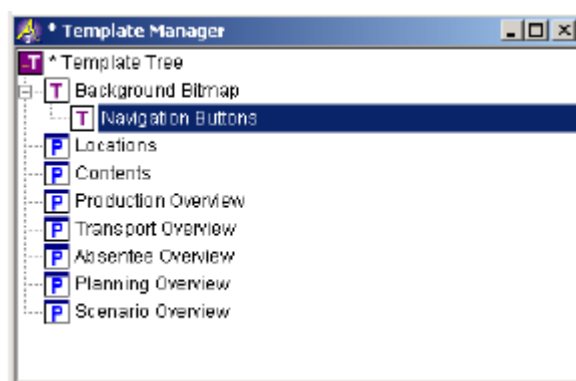 * Template Manager
T * Template Tree
T Background Bitmap
T Navigation Buttons
P Locations
P Contents
P Production Overview
P Transport Overview
P Absentee Overview
P Planning Overview
P Scenario Overview